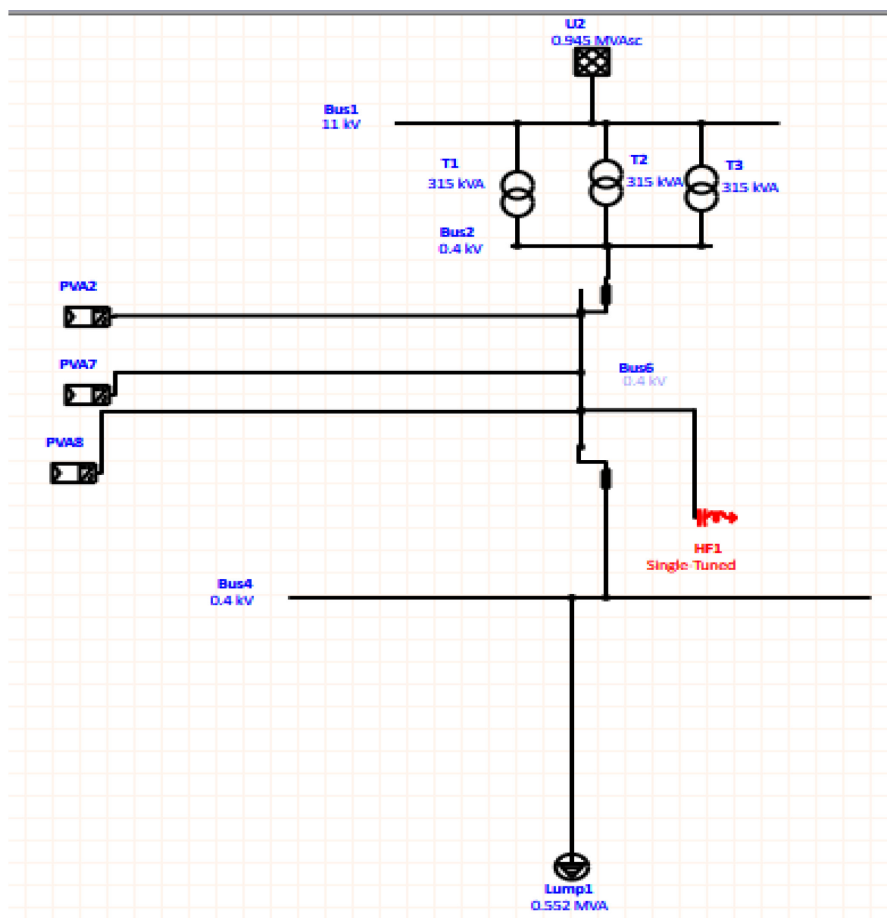 U2
0.945 MVAsc
Bus1
11 kV
T1
315 kVA
T2
315 kVA
T3
315 kVA
Bus2
0.4 kV
PVA2
PVA7
Bus6
0.4 kV
PVA8
HF1
Single-Tuned
Bus4
0.4 kV
Lump1
0.552 MVA